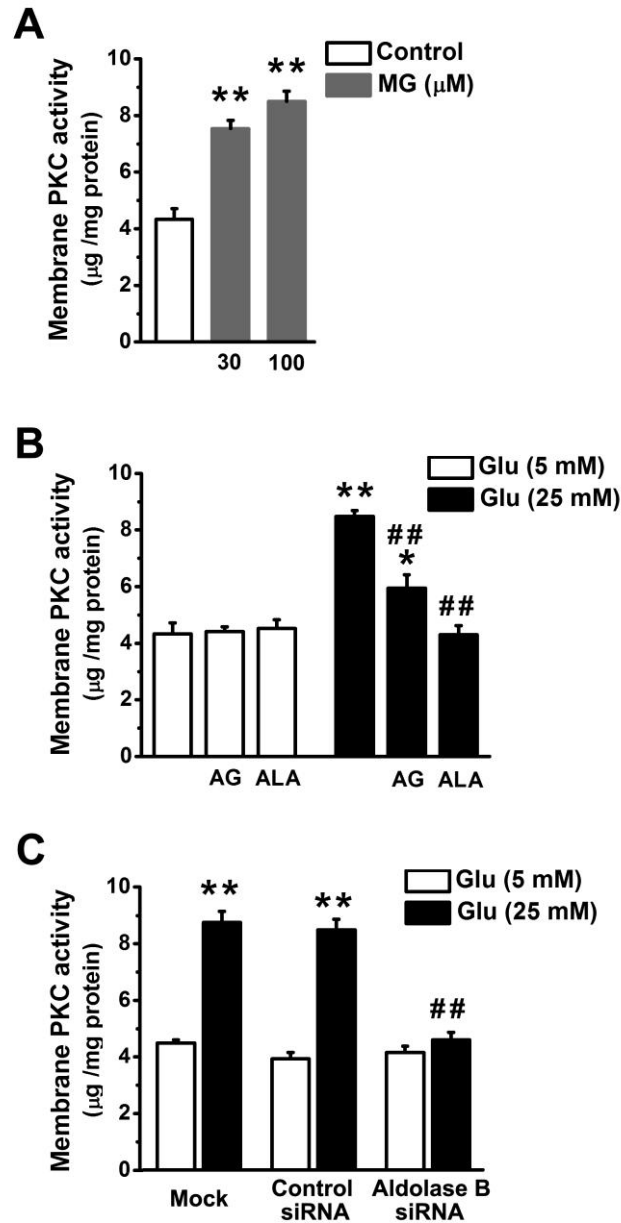 A
Control
MG (μM)
Membrane PKC activity
(μg /mg protein)
10
8
6
4
2
0
**
**
30
100
B
Glu (5 mM)
Glu (25 mM)
Membrane PKC activity
(μg /mg protein)
10
8
6
4
2
0
**
##
*
##
AG
ALA
AG
ALA
C
Glu (5 mM)
Glu (25 mM)
Membrane PKC activity
(μg /mg protein)
10
8
6
4
2
0
**
**
##
Mock
Control
siRNA
Aldolase B
siRNA